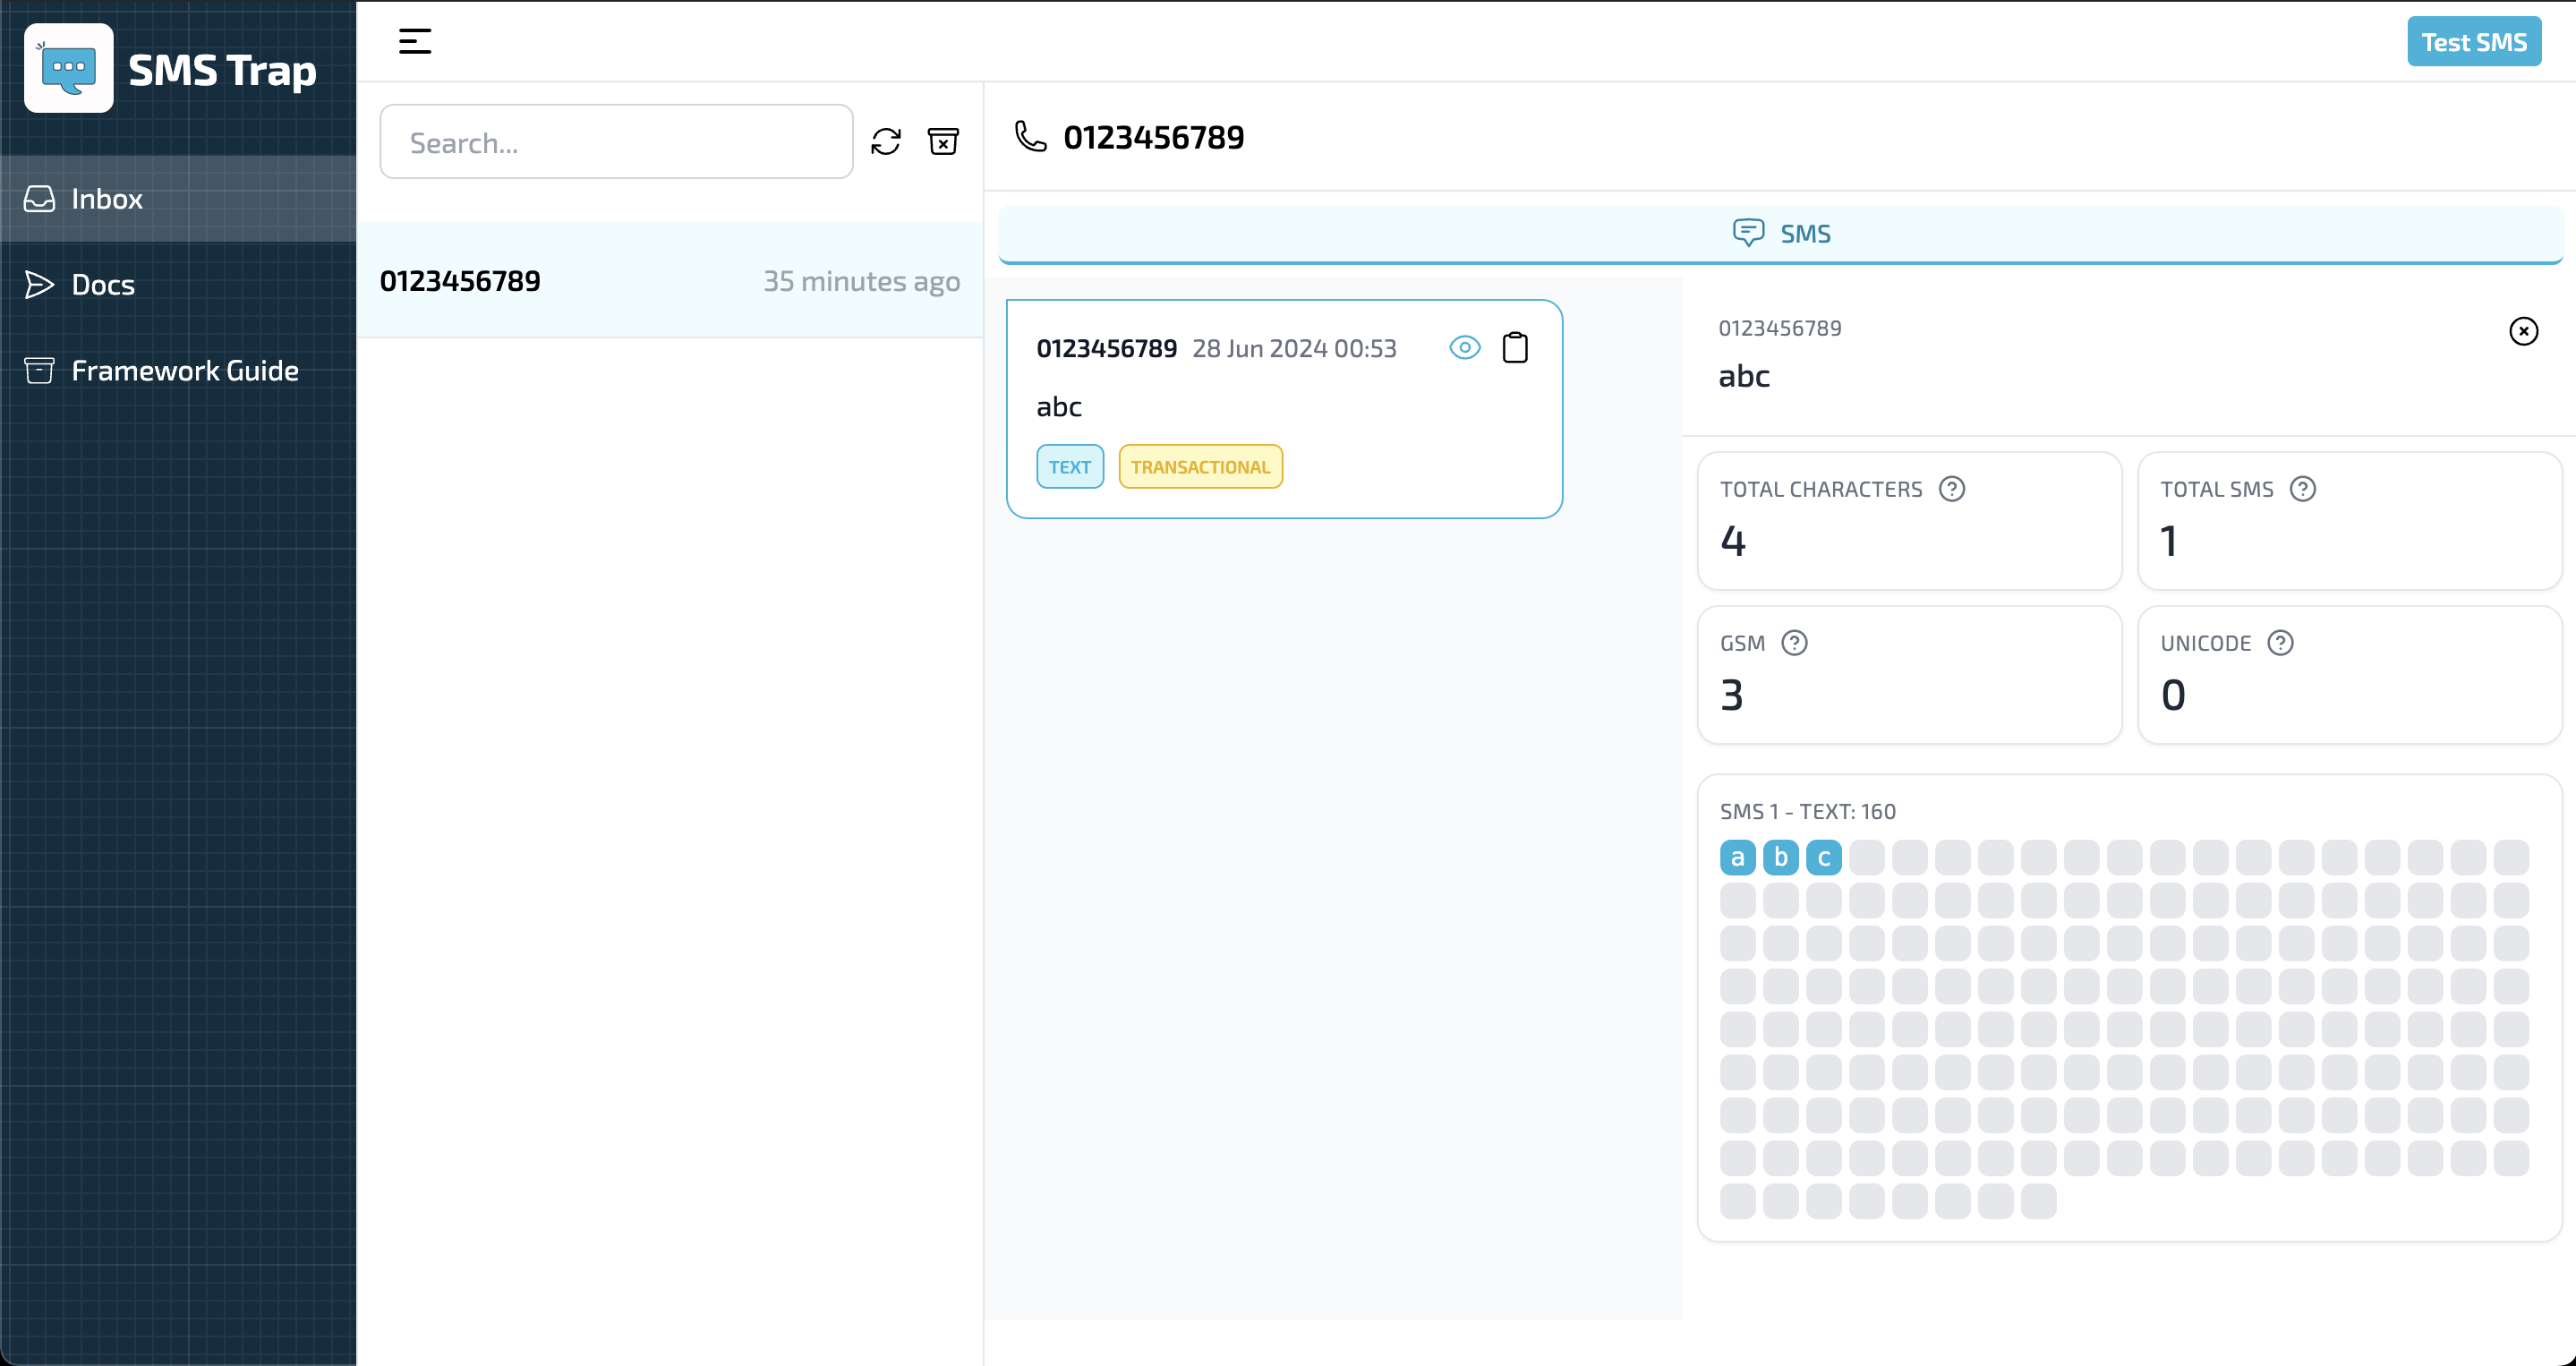 SMS Trap
Test SMS
Inbox
Docs
Framework Guide
Search...
0123456789 35 minutes ago
0123456789
SMS
0123456789 28 Jun 2024 00:53
abc
TEXT TRANSACTIONAL
0123456789
abc
TOTAL CHARACTERS
4
TOTAL SMS
1
GSM
3
UNICODE
0
SMS 1 - TEXT: 160
a b c